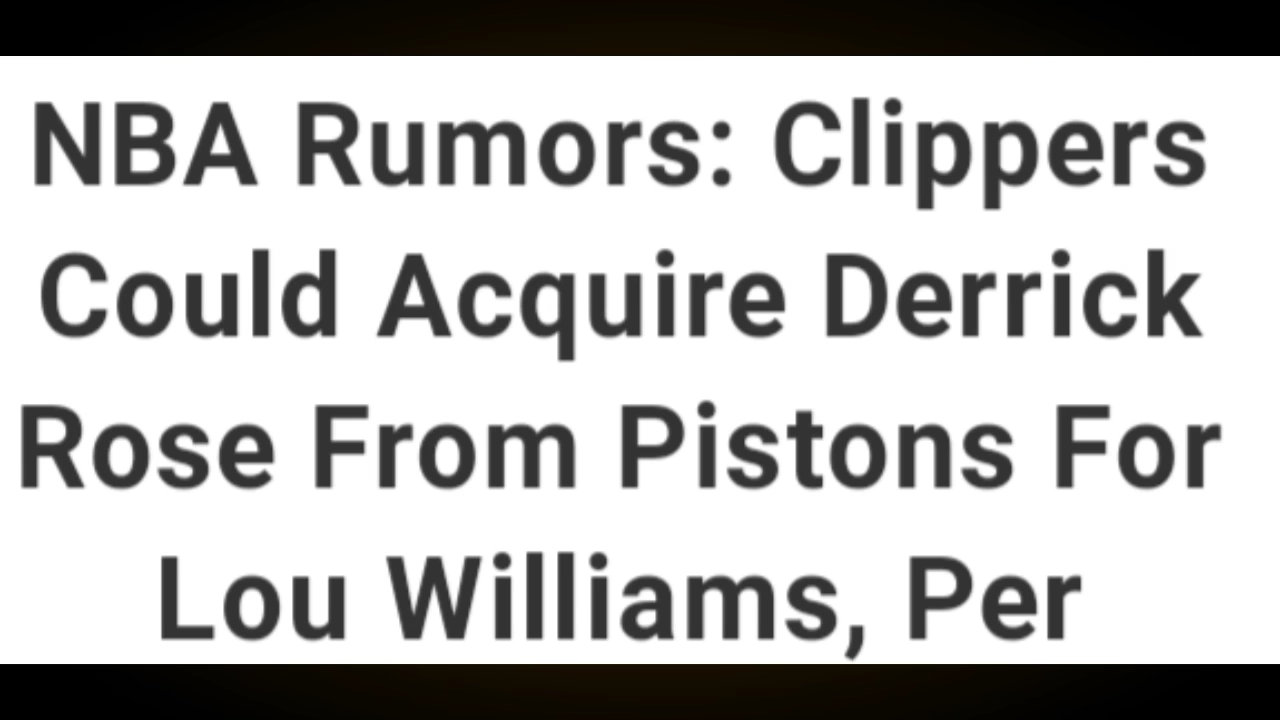 NBA Rumors: Clippers
Could Acquire Derrick
Rose From Pistons For
Lou Williams, Per